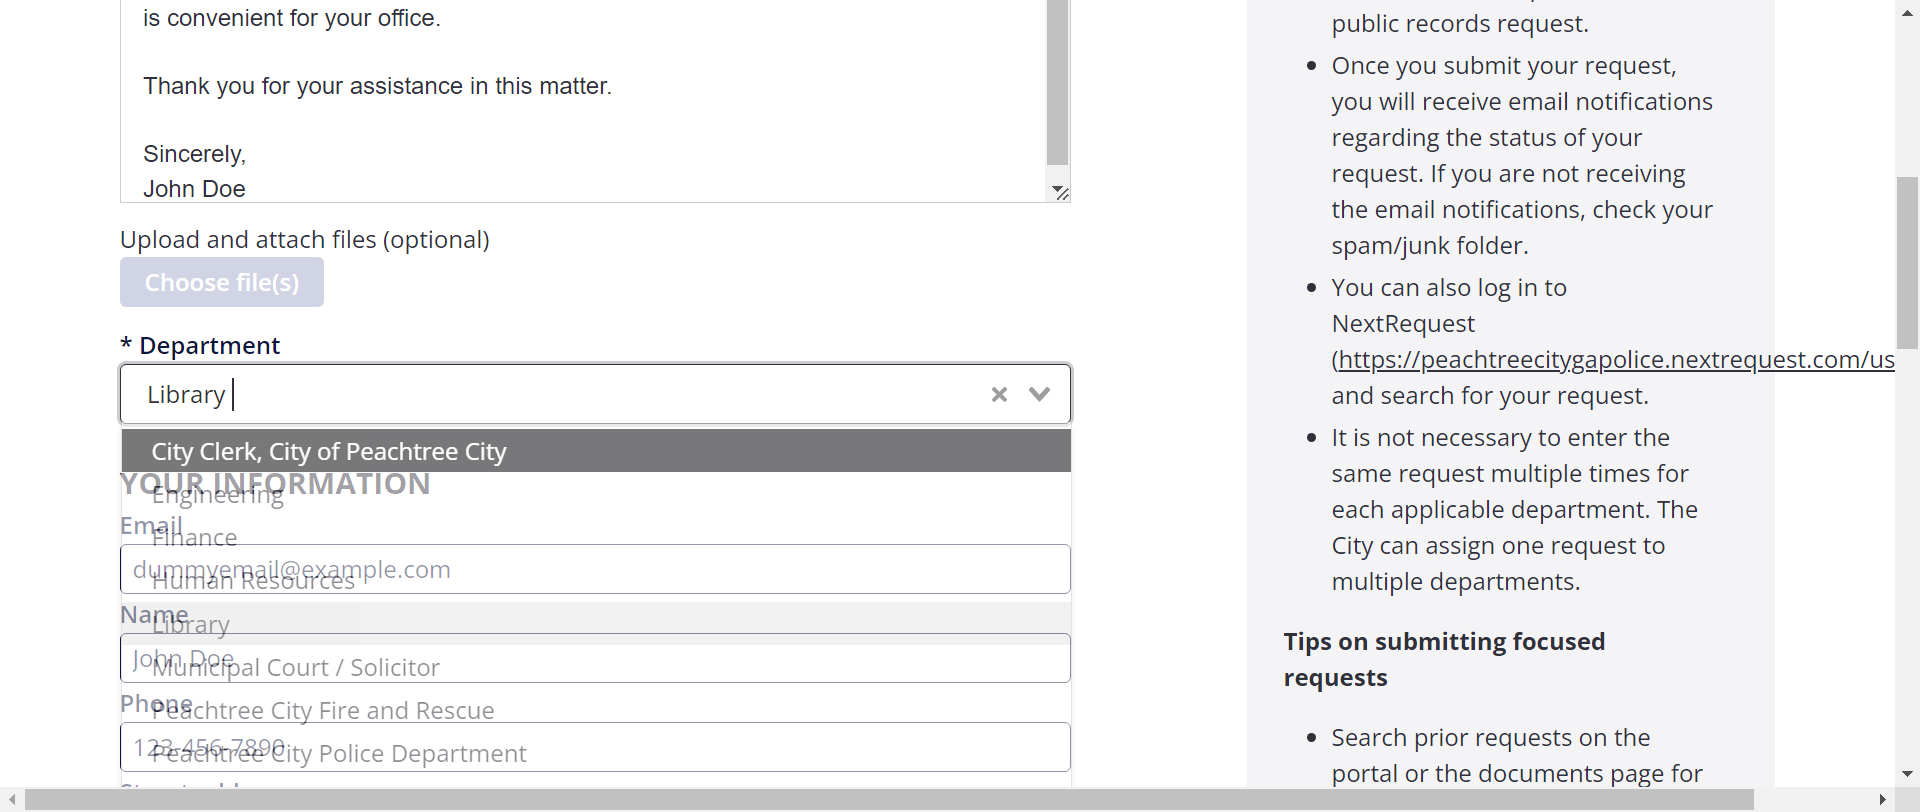 is convenient for your office.
Thank you for your assistance in this matter.
Sincerely,
John Doe
Upload and attach files (optional)
Choose file(s)
* Department
Library
City Clerk, City of Peachtree City
YOUR INFORMATION
Engineering
Email
Finance
dummyemail@example.com
Human Resources
Name
Library
John Doe
Municipal Court / Solicitor
Phone
Peachtree City Fire and Rescue
123-456-7890
Peachtree City Police Department
public records request.
Once you submit your request,
you will receive email notifications
regarding the status of your
request. If you are not receiving
the email notifications, check your
spam/junk folder.
You can also log in to
NextRequest
(https://peachtreecitygapolice.nextrequest.com/us
and search for your request.
It is not necessary to enter the
same request multiple times for
each applicable department. The
City can assign one request to
multiple departments.
Tips on submitting focused
requests
Search prior requests on the
portal or the documents page for